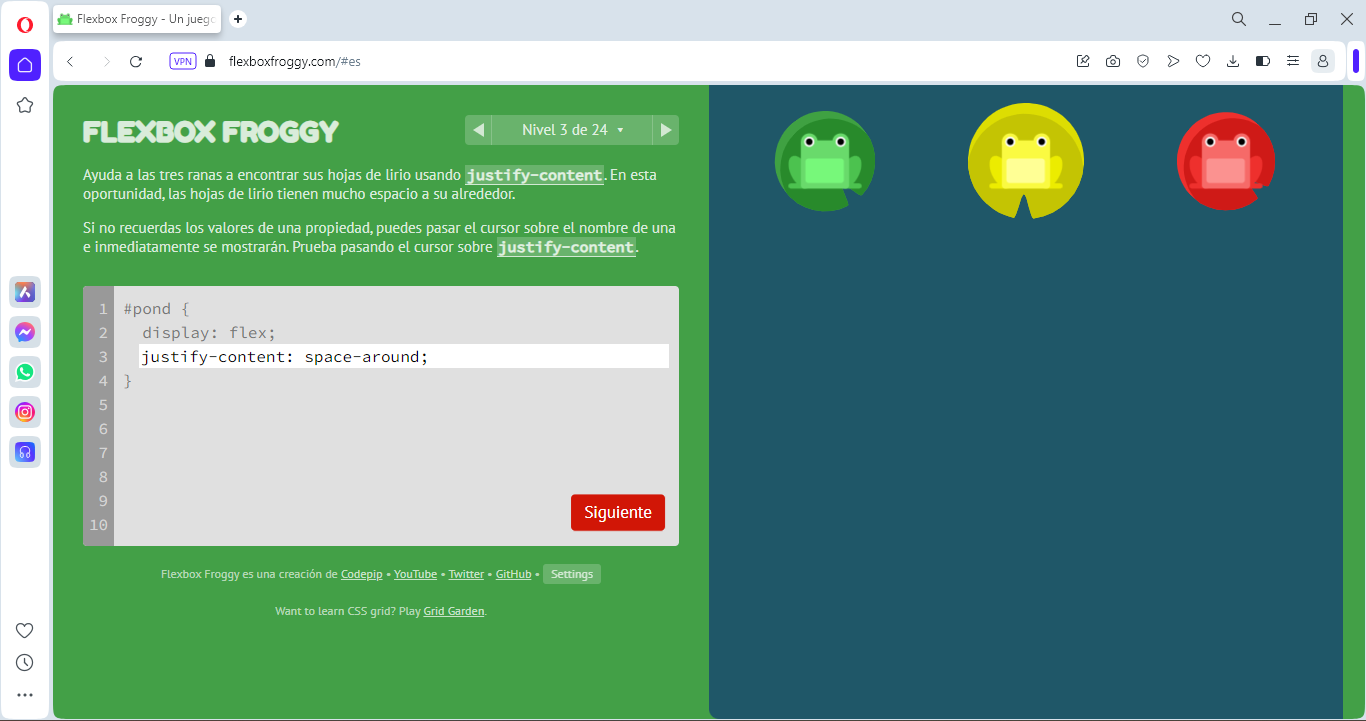 Flexbox Froggy - Un juego
VPN
flexboxfroggy.com/#es
FLEXBOX FROGGY
Nivel 3 de 24
Ayuda a las tres ranas a encontrar sus hojas de lirio usando justify-content. En esta
oportunidad, las hojas de lirio tienen mucho espacio a su alrededor.
Si no recuerdas los valores de una propiedad, puedes pasar el cursor sobre el nombre de una
e inmediatamente se mostrarán. Prueba pasando el cursor sobre justify-content.
1 #pond {
2 display: flex;
3 justify-content: space-around;
4 }
5
6
7
8
9
10
Siguiente
Flexbox Froggy es una creación de Codepip • YouTube • Twitter • GitHub • Settings
Want to learn CSS grid? Play Grid Garden.